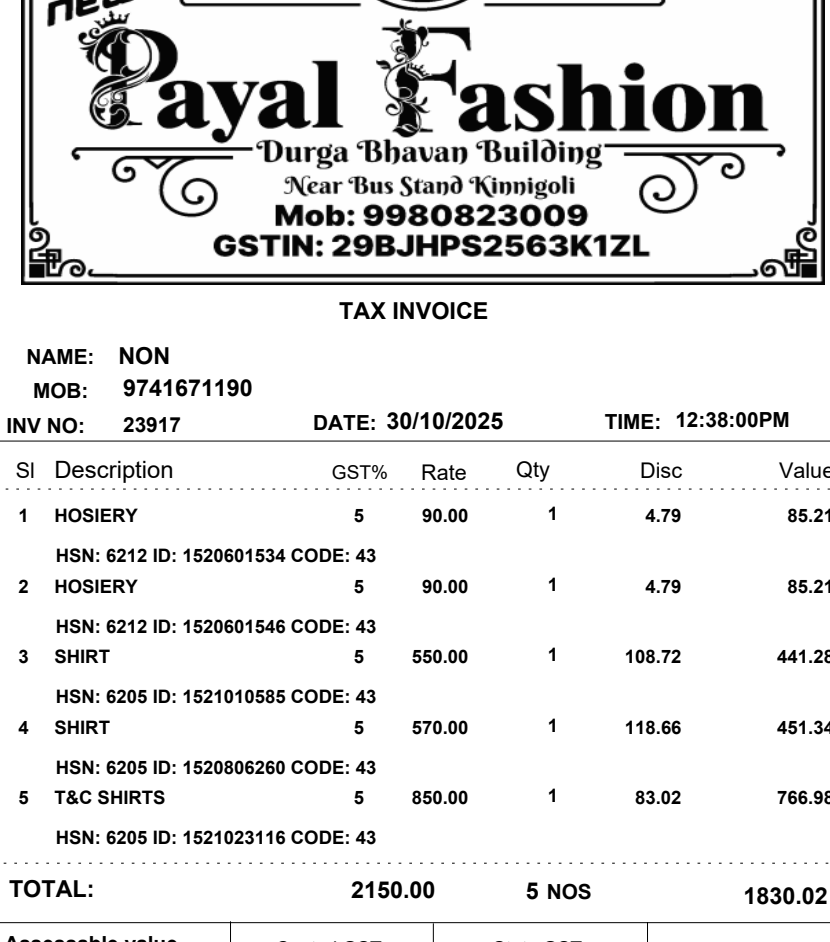 new
Payal Fashion
Durga Bhavan Building
Near Bus Stand Kinnigoli
Mob: 9980823009
GSTIN: 29BJHPS2563K1ZL
TAX INVOICE
NAME: NON
MOB: 9741671190
INV NO: 23917 DATE: 30/10/2025 TIME: 12:38:00PM
Sl Description GST% Rate Qty Disc Value
1 HOSIERY 5 90.00 1 4.79 85.21
HSN: 6212 ID: 1520601534 CODE: 43
2 HOSIERY 5 90.00 1 4.79 85.21
HSN: 6212 ID: 1520601546 CODE: 43
3 SHIRT 5 550.00 1 108.72 441.28
HSN: 6205 ID: 1521010585 CODE: 43
4 SHIRT 5 570.00 1 118.66 451.34
HSN: 6205 ID: 1520806260 CODE: 43
5 T&C SHIRTS 5 850.00 1 83.02 766.98
HSN: 6205 ID: 1521023116 CODE: 43
TOTAL: 2150.00 5 NOS 1830.02